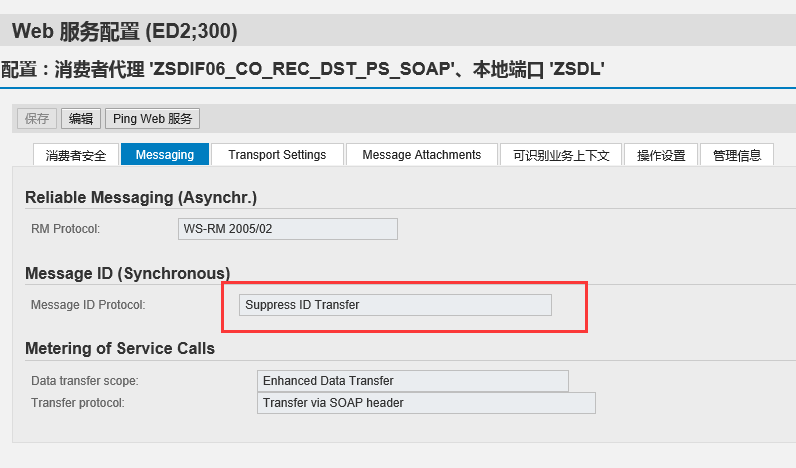 Web 服务配置 (ED2;300)
配置：消费者代理 'ZSDIF06_CO_REC_DST_PS_SOAP'、本地端口 'ZSDL'
保存 编辑 Ping Web 服务
消费者安全 Messaging Transport Settings Message Attachments 可识别业务上下文 操作设置 管理信息
Reliable Messaging (Asynchr.)
RM Protocol: WS-RM 2005/02
Message ID (Synchronous)
Message ID Protocol: Suppress ID Transfer
Metering of Service Calls
Data transfer scope: Enhanced Data Transfer
Transfer protocol: Transfer via SOAP header